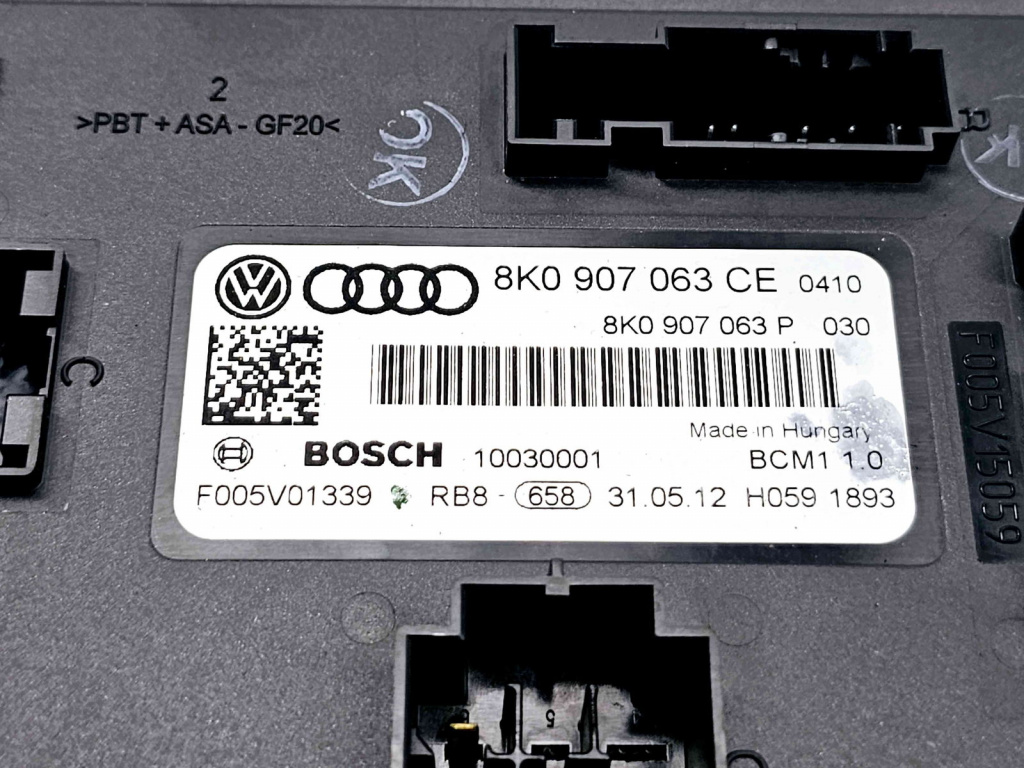 2
>PBT + ASA - GF20<
OK
R
K
C
8K0 907 063 CE 0410
8K0 907 063 P 030
Made in Hungary
BOSCH 10030001 BCM1 1.0
F005V01339 RB8 - 658 31.05.12 H059 1893
F005V15059
5